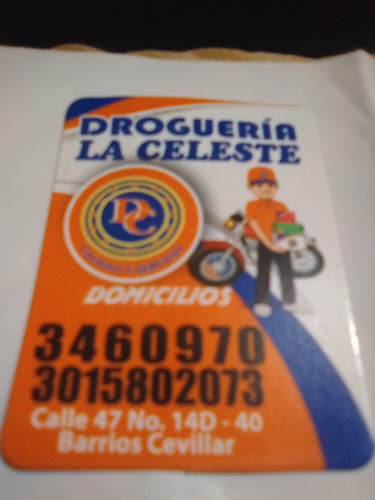 DROGUERÍA
LA CELESTE
DC
DOMICILIOS
3460970
3015802073
Calle 47 No. 14D - 40
Barrios Cevillar